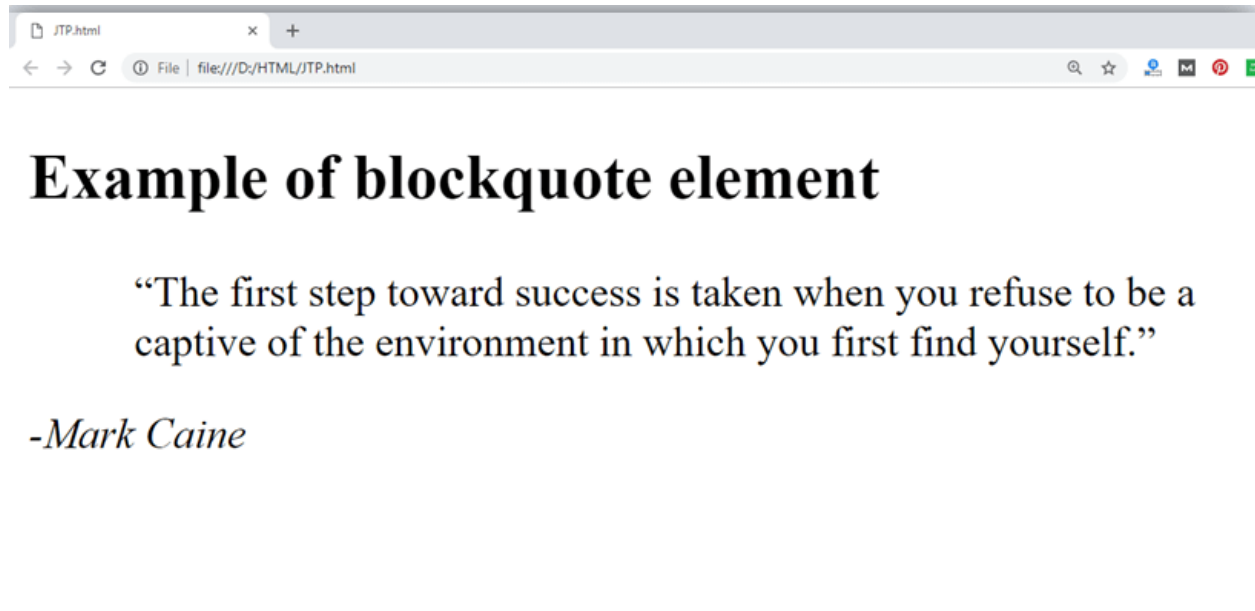 JTP.html
File | file:///D:/HTML/JTP.html
Example of blockquote element
“The first step toward success is taken when you refuse to be a
captive of the environment in which you first find yourself.”
-Mark Caine